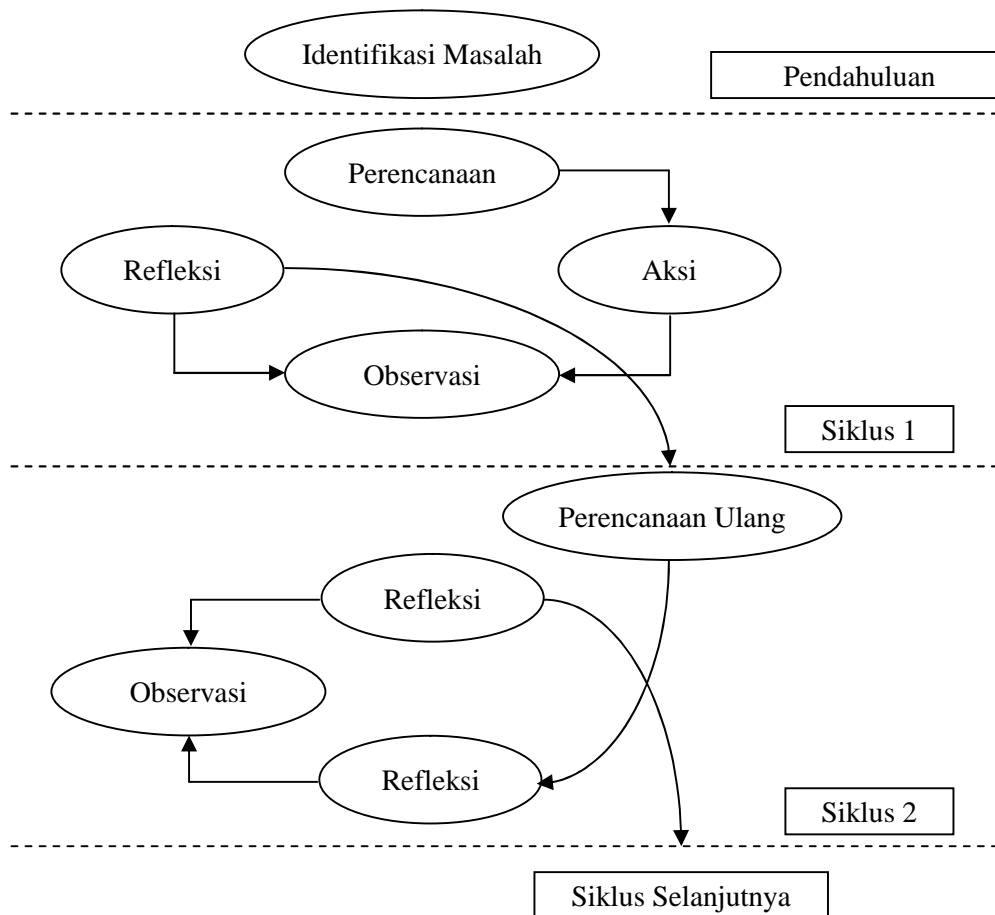 Identifikasi Masalah
Pendahuluan
Perencanaan
Refleksi
Aksi
Observasi
Siklus 1
Perencanaan Ulang
Refleksi
Observasi
Refleksi
Siklus 2
Siklus Selanjutnya